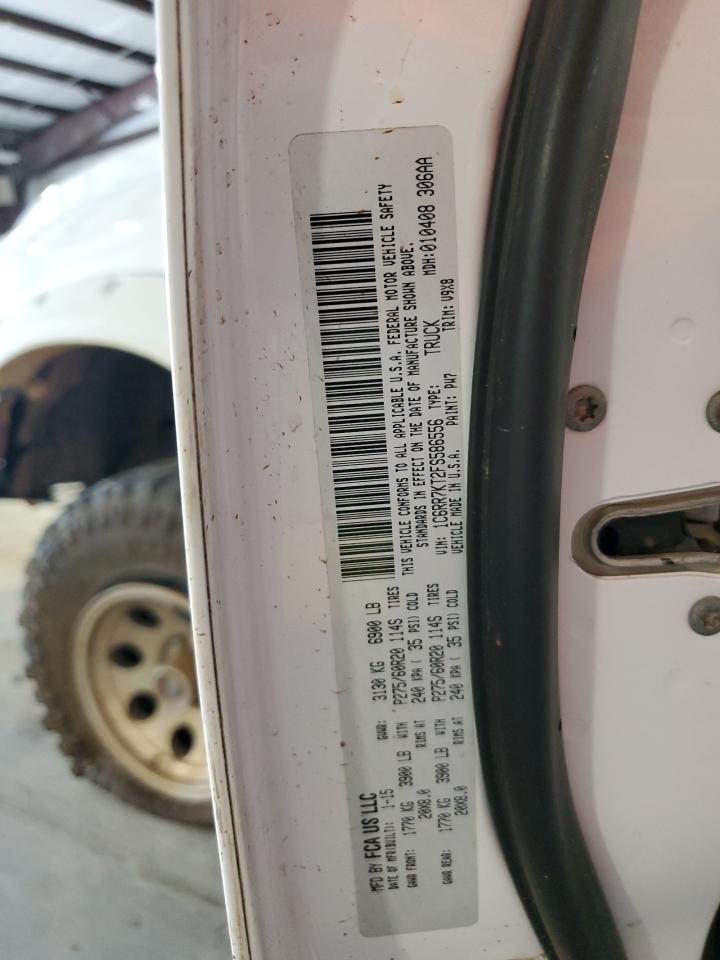 MFD BY FCA US LLC
DATE OF MFR(BUILT): 1-15 GVWR: 3130 KG 6900 LB
GAWR FRONT: 1770 KG 3900 LB WITH P275/60R20 114S TIRES
20X8.0 RIMS AT 240 KPA ( 35 PSI) COLD
GAWR REAR: 1770 KG 3900 LB WITH P275/60R20 114S TIRES
20X8.0 RIMS AT 240 KPA ( 35 PSI) COLD
THIS VEHICLE CONFORMS TO ALL APPLICABLE U.S.A. FEDERAL MOTOR VEHICLE SAFETY
STANDARDS IN EFFECT ON THE DATE OF MANUFACTURE SHOWN ABOVE.
VIN: 1C6RR7KT2FS586556 TYPE: TRUCK MDH:010408 306AA
VEHICLE MADE IN U.S.A. PAINT: PW7 TRIM: V9X8